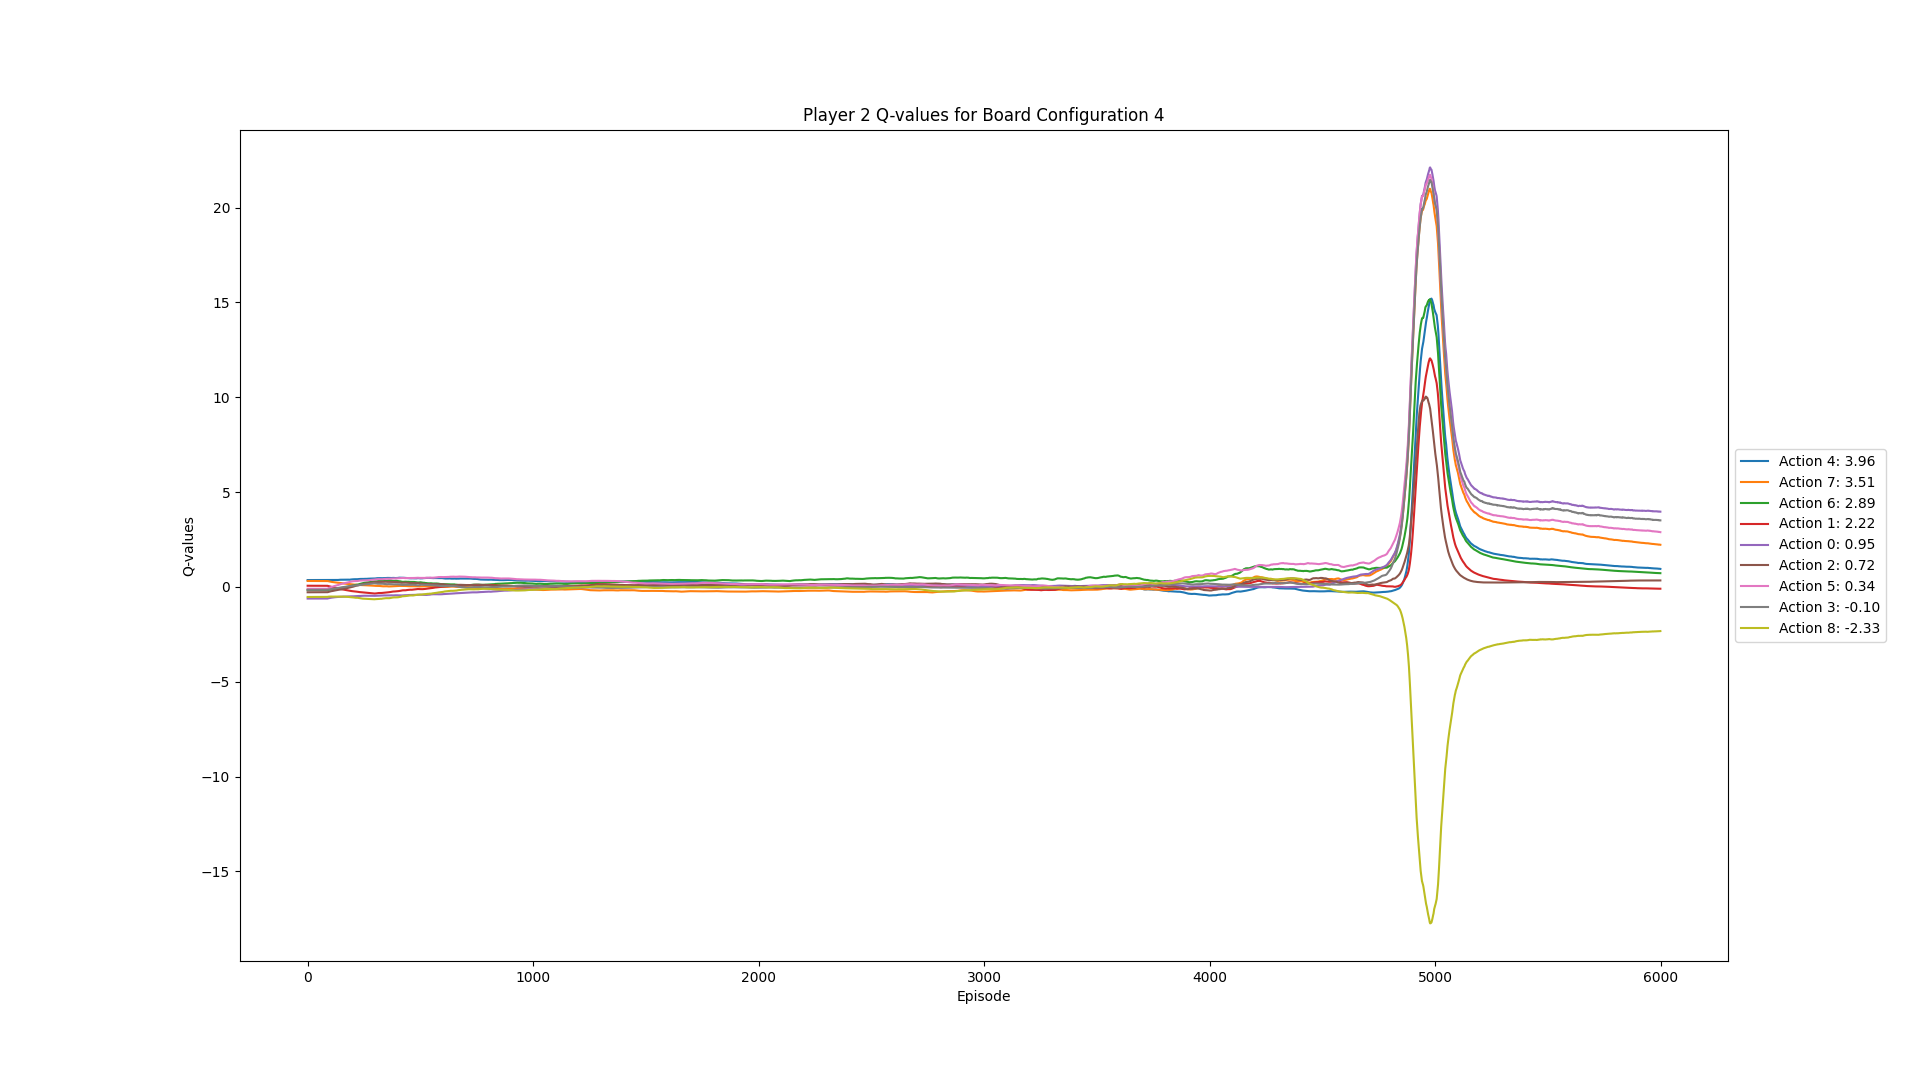 Player 2 Q-values for Board Configuration 4
20
15
10
5
0
−5
−10
−15
Q-values
0
1000
2000
3000
4000
5000
6000
Episode
Action 4: 3.96
Action 7: 3.51
Action 6: 2.89
Action 1: 2.22
Action 0: 0.95
Action 2: 0.72
Action 5: 0.34
Action 3: -0.10
Action 8: -2.33